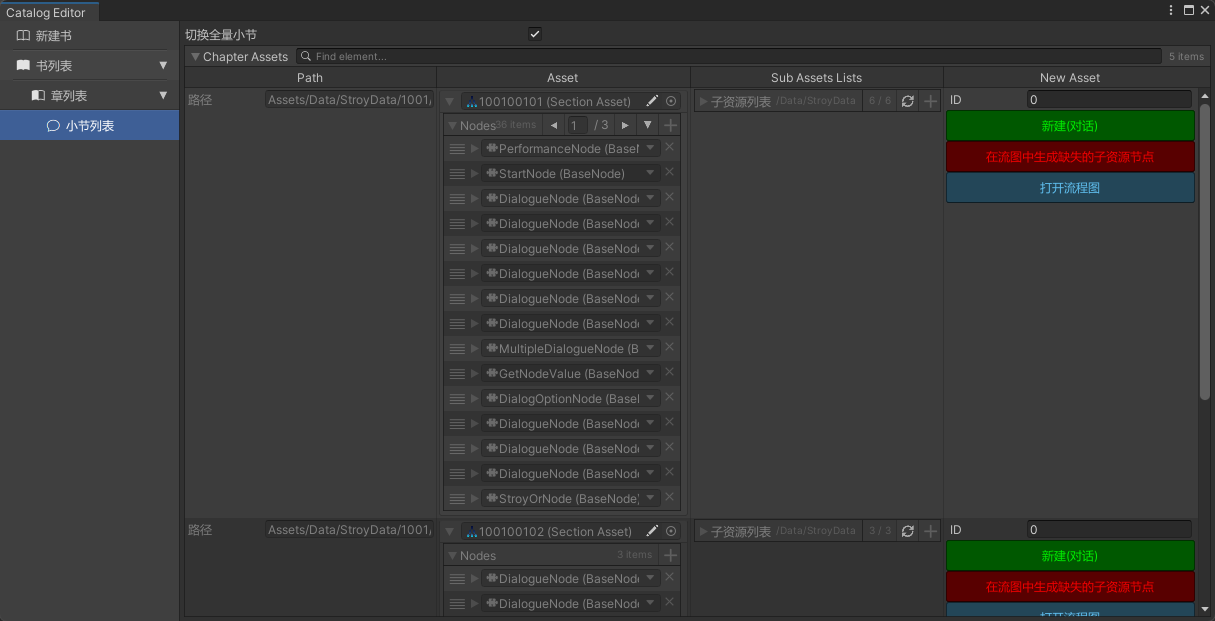 Catalog Editor
新建书
书列表
章列表
小节列表
切换全量小节
Chapter Assets
Find element...
5 items
Path
Asset
Sub Assets Lists
New Asset
路径
Assets/Data/StroyData/1001/
100100101 (Section Asset)
子资源列表
/Data/StroyData
6 / 6
ID
0
Nodes
36 items
1
/ 3
新建(对话)
PerformanceNode (BaseN
在流图中生成缺失的子资源节点
StartNode (BaseNode)
打开流程图
DialogueNode (BaseNode
DialogueNode (BaseNode
DialogueNode (BaseNode
DialogueNode (BaseNode
DialogueNode (BaseNode
DialogueNode (BaseNode
MultipleDialogueNode (B
GetNodeValue (BaseNod
DialogOptionNode (BaseN
DialogueNode (BaseNode
DialogueNode (BaseNode
DialogueNode (BaseNode
StroyOrNode (BaseNode)
路径
Assets/Data/StroyData/1001/
100100102 (Section Asset)
子资源列表
/Data/StroyData
3 / 3
ID
0
Nodes
3 items
新建(对话)
DialogueNode (BaseNode
在流图中生成缺失的子资源节点
DialogueNode (BaseNode
打开流程图